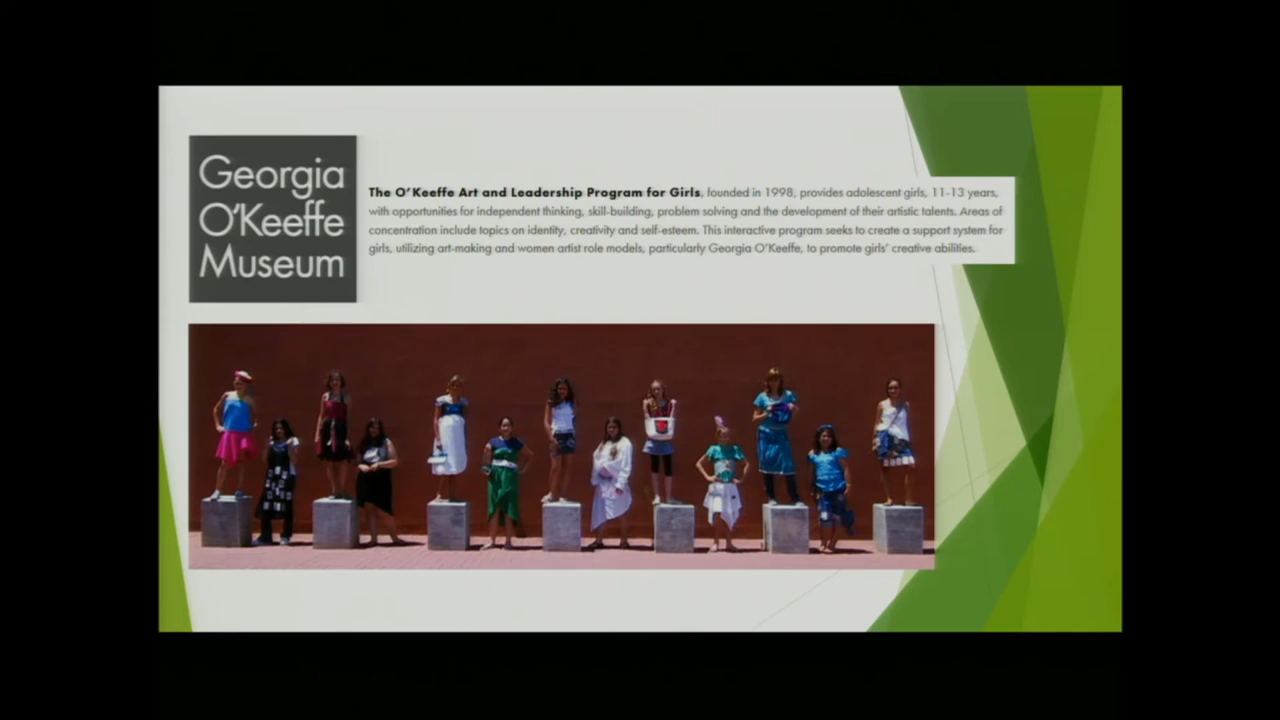 Georgia
O'Keeffe
Museum
The O'Keeffe Art and Leadership Program for Girls, founded in 1998, provides adolescent girls, 11-13 years,
with opportunities for independent thinking, skill-building, problem solving and the development of their artistic talents. Areas of
concentration include topics on identity, creativity and self-esteem. This interactive program seeks to create a support system for
girls, utilizing art-making and women artist role models, particularly Georgia O'Keeffe, to promote girls' creative abilities.